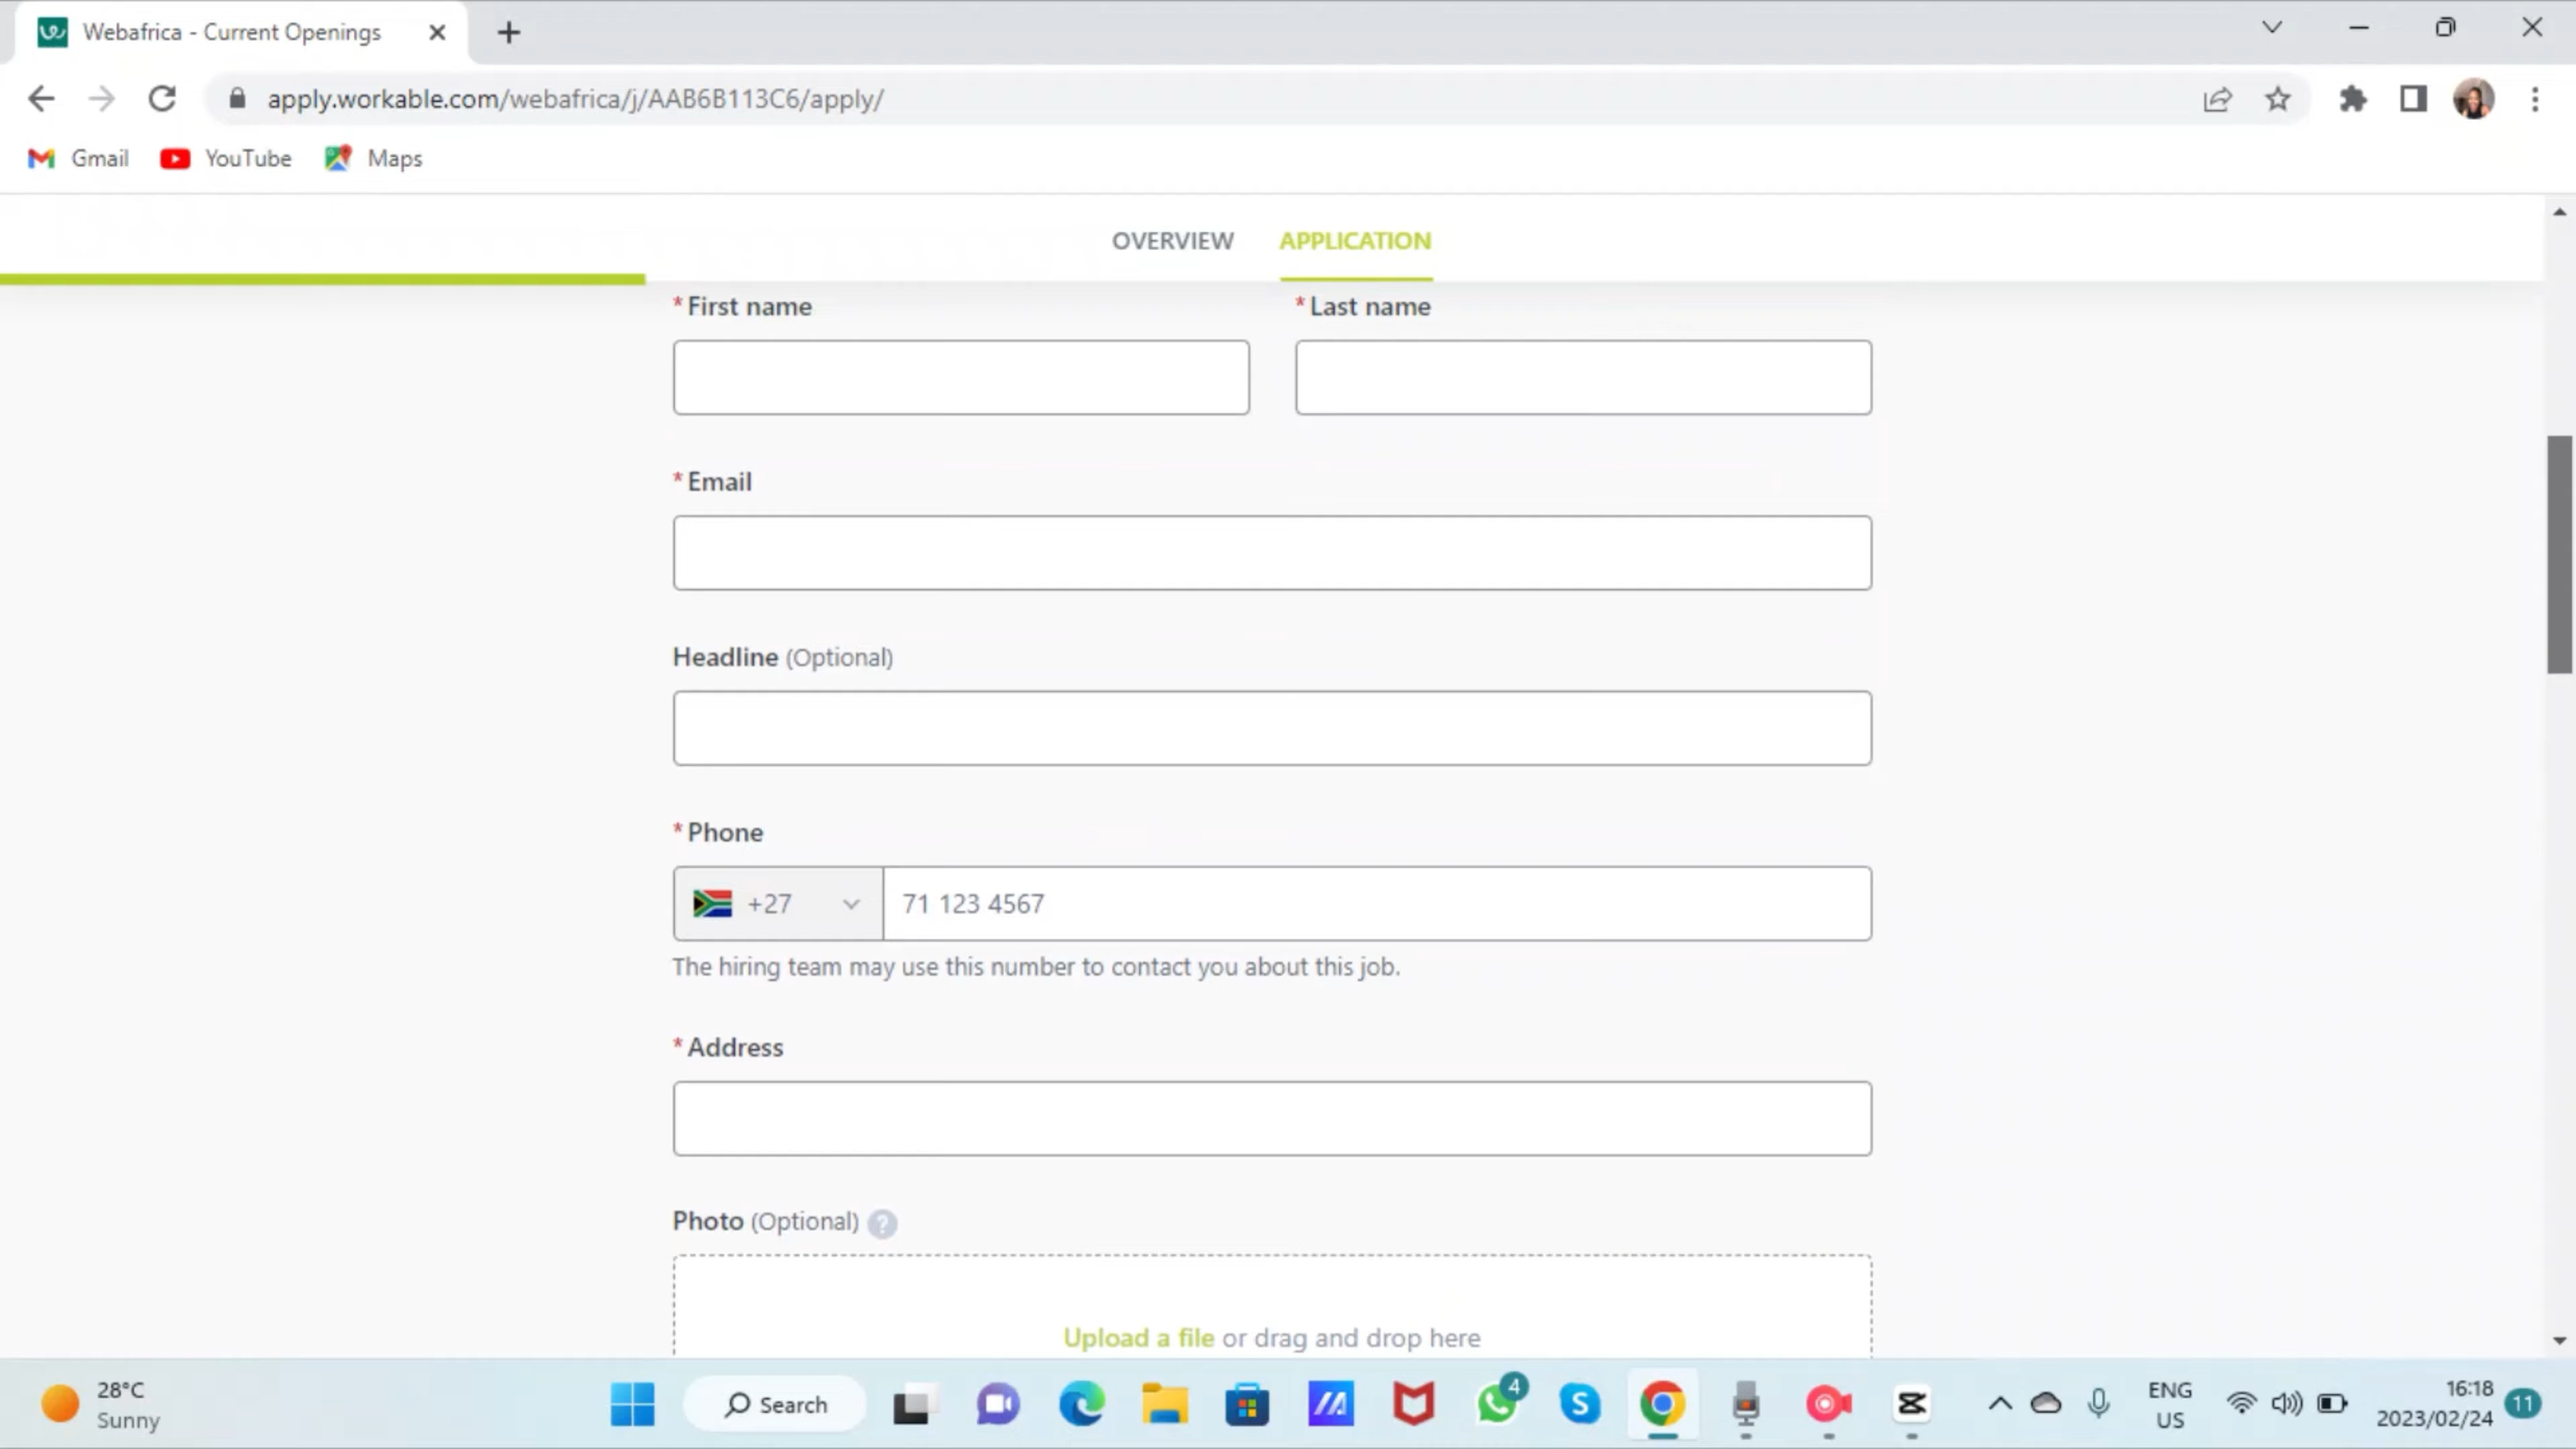 Webafrica - Current Openings
apply.workable.com/webafrica/j/AAB6B113C6/apply/
Gmail YouTube Maps
OVERVIEW APPLICATION
* First name * Last name
* Email
Headline (Optional)
* Phone
+27 71 123 4567
The hiring team may use this number to contact you about this job.
* Address
Photo (Optional) ?
Upload a file or drag and drop here
28°C
Sunny
Search
4
S
ENG
US
16:18
2023/02/24
11